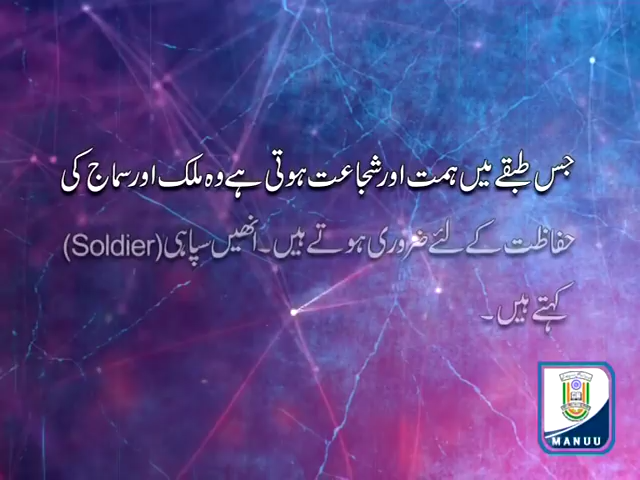 جس طبقے میں ہمت اور شجاعت ہوتی ہے وہ ملک اور سماج کی
حفاظت کے لئے ضروری ہوتے ہیں۔ انھیں سپاہی (Soldier)
کہتے ہیں۔
MANUU